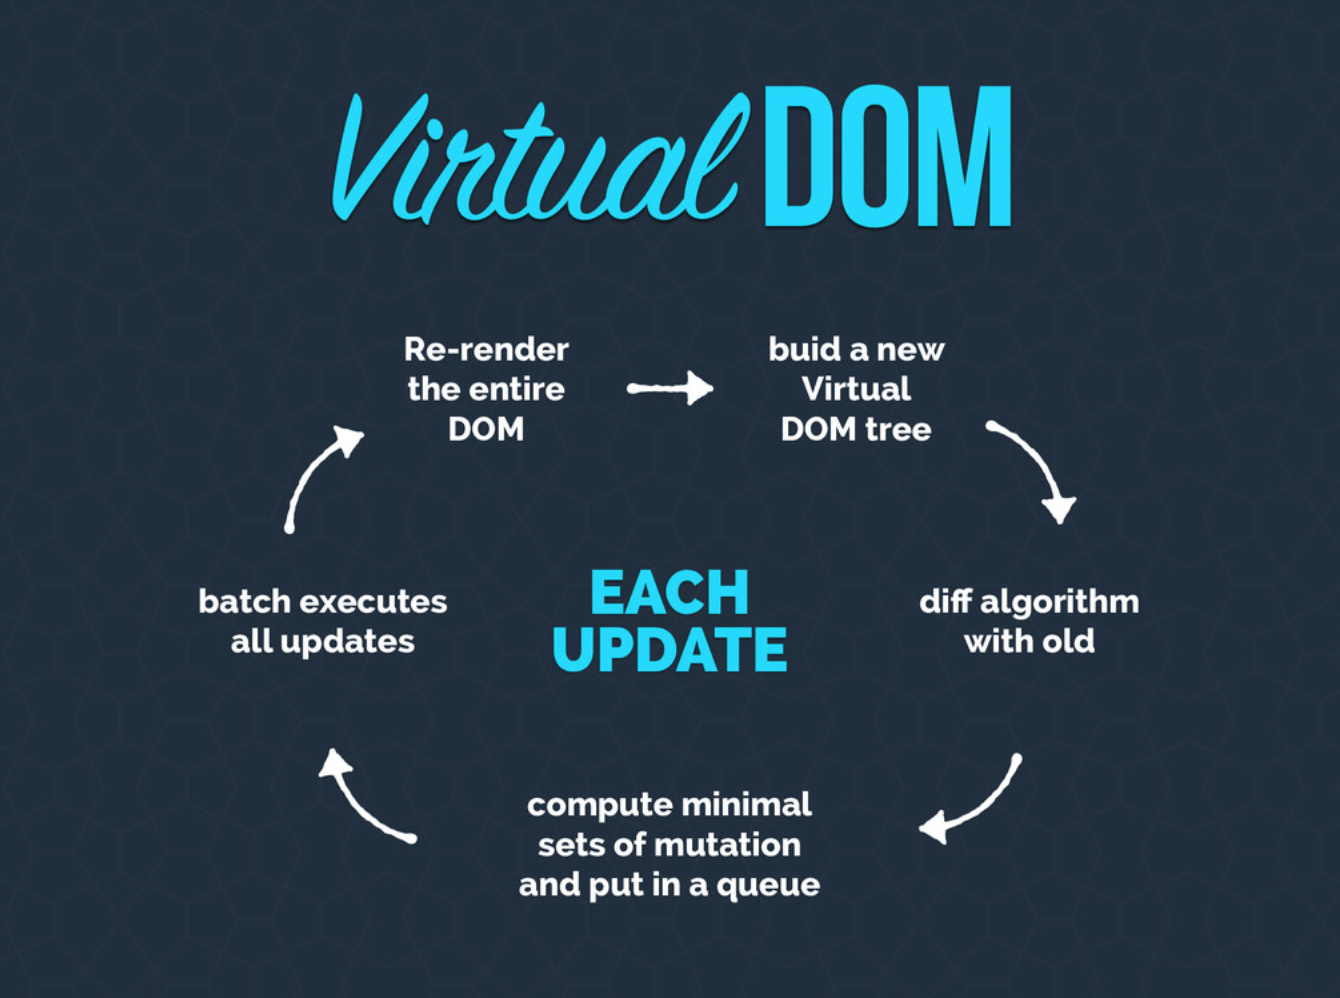 Virtual DOM
Re-render
the entire
DOM
buid a new
Virtual
DOM tree
diff algorithm
with old
compute minimal
sets of mutation
and put in a queue
batch executes
all updates
EACH
UPDATE